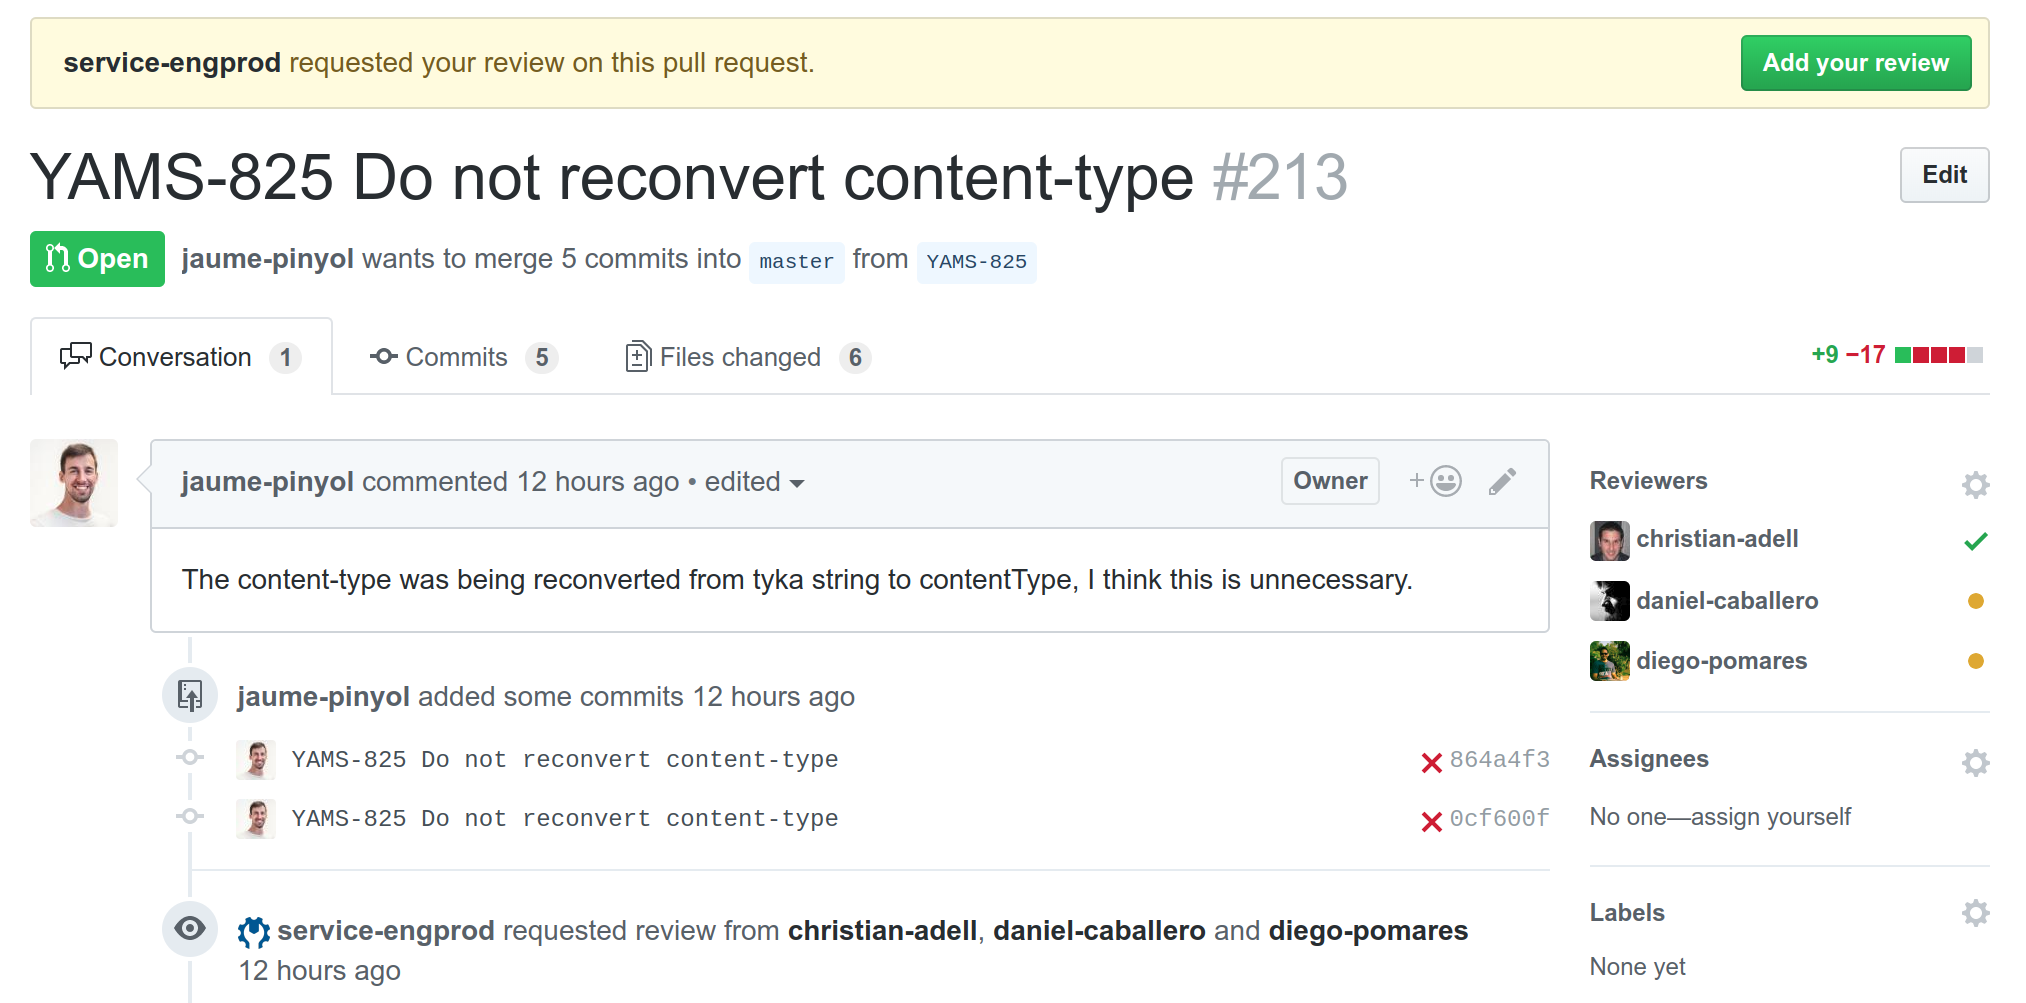 service-engprod requested your review on this pull request.
Add your review
YAMS-825 Do not reconvert content-type #213
Edit
Open
jaume-pinyol wants to merge 5 commits into master from YAMS-825
Conversation 1
Commits 5
Files changed 6
+9 −17
jaume-pinyol commented 12 hours ago • edited
Owner
The content-type was being reconverted from tyka string to contentType, I think this is unnecessary.
jaume-pinyol added some commits 12 hours ago
YAMS-825 Do not reconvert content-type
864a4f3
YAMS-825 Do not reconvert content-type
0cf600f
service-engprod requested review from christian-adell, daniel-caballero and diego-pomares
12 hours ago
Reviewers
christian-adell
daniel-caballero
diego-pomares
Assignees
No one—assign yourself
Labels
None yet